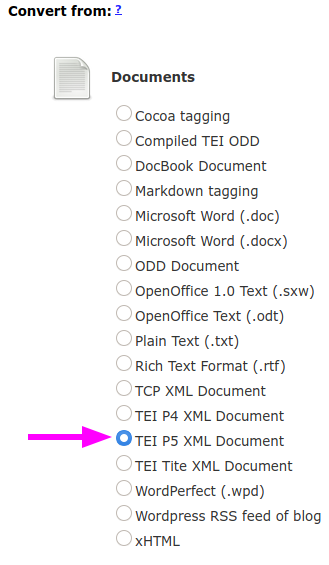 Convert from: ?
Documents
Cocoa tagging
Compiled TEI ODD
DocBook Document
Markdown tagging
Microsoft Word (.doc)
Microsoft Word (.docx)
ODD Document
OpenOffice 1.0 Text (.sxw)
OpenOffice Text (.odt)
Plain Text (.txt)
Rich Text Format (.rtf)
TCP XML Document
TEI P4 XML Document
TEI P5 XML Document
TEI Tite XML Document
WordPerfect (.wpd)
Wordpress RSS feed of blog
xHTML